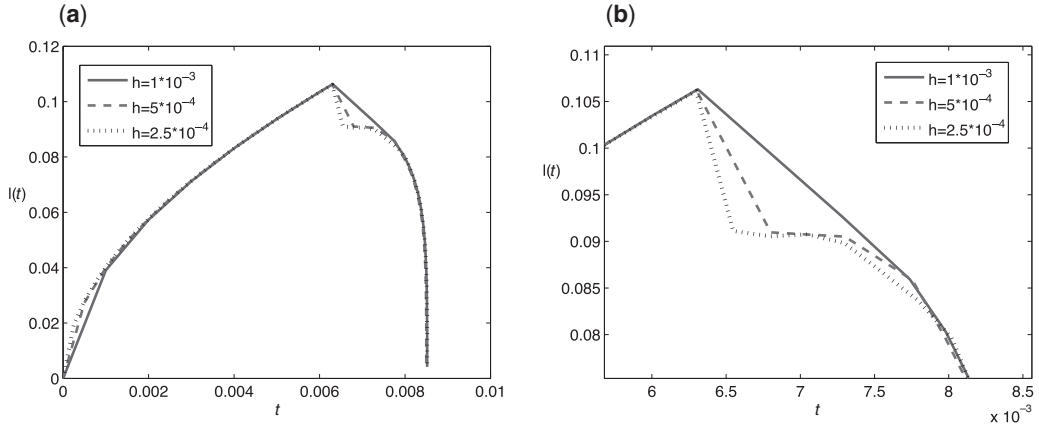 (a)
0.12
0.1
0.08
0.06
0.04
0.02
0
l(t)
h=1*10⁻³
h=5*10⁻⁴
h=2.5*10⁻⁴
0 0.002 0.004 0.006 0.008 0.01
t
(b)
0.11
0.105
0.1
0.095
0.09
0.085
0.08
l(t)
h=1*10⁻³
h=5*10⁻⁴
h=2.5*10⁻⁴
6 6.5 7 7.5 8 8.5
t
x 10⁻³